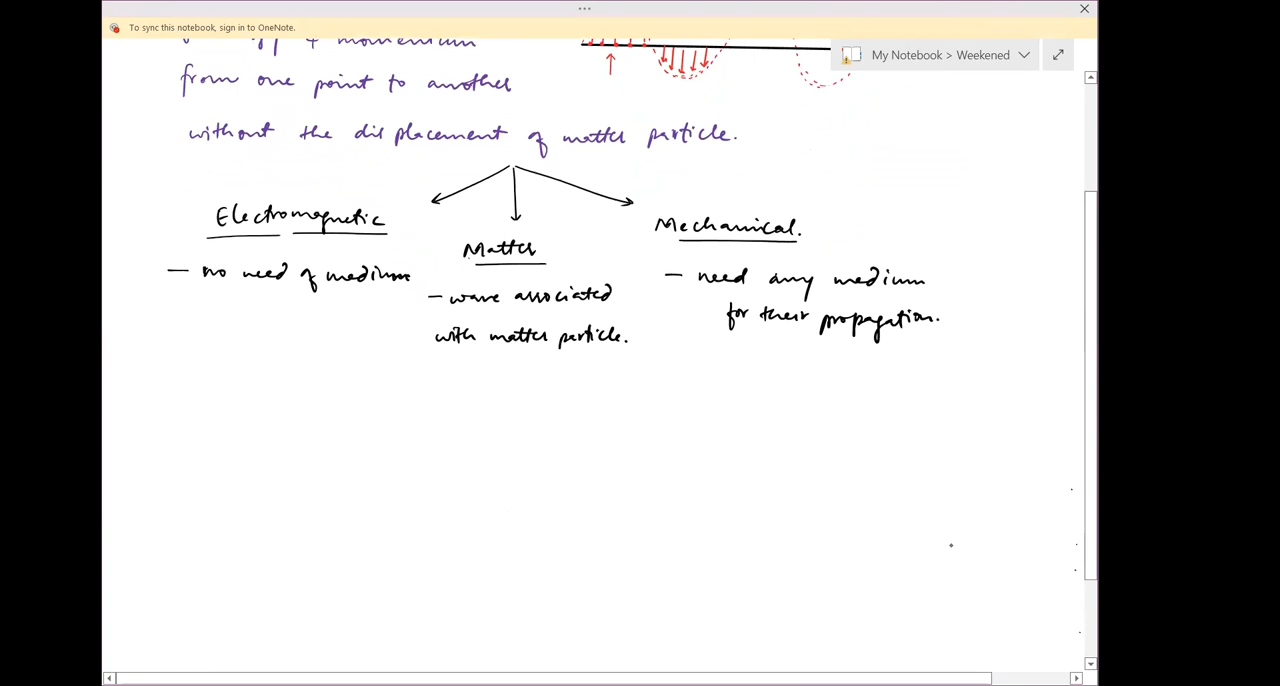 To sync this notebook, sign in to OneNote.
My Notebook > Weekened
+ momentum
from one point to another
without the displacement of matter particle.
Electromagnetic
- no need of medium
Matter
- wave associated
with matter particle.
Mechanical.
- need any medium
for their propagation.